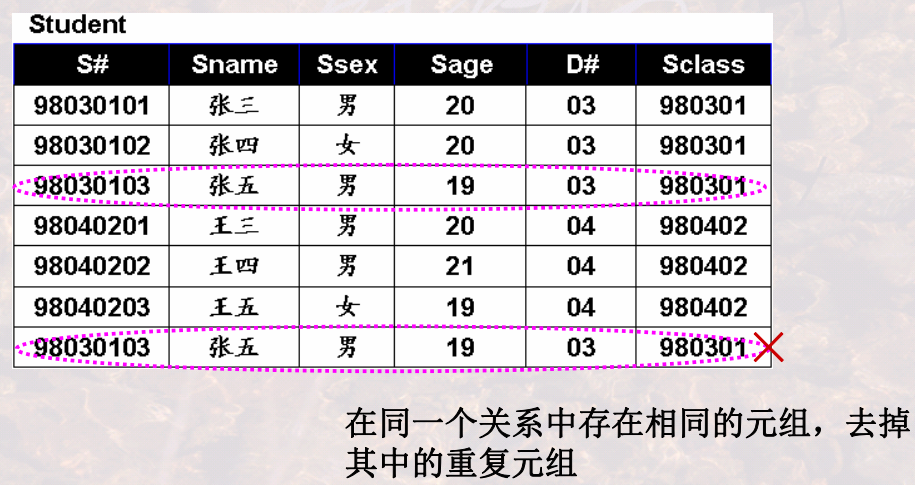 Student
S# Sname Ssex Sage D# Sclass
98030101 张三 男 20 03 980301
98030102 张四 女 20 03 980301
98030103 张五 男 19 03 980301
98040201 王三 男 20 04 980402
98040202 王四 男 21 04 980402
98040203 王五 女 19 04 980402
98030103 张五 男 19 03 980301
在同一个关系中存在相同的元组，去掉
其中的重复元组